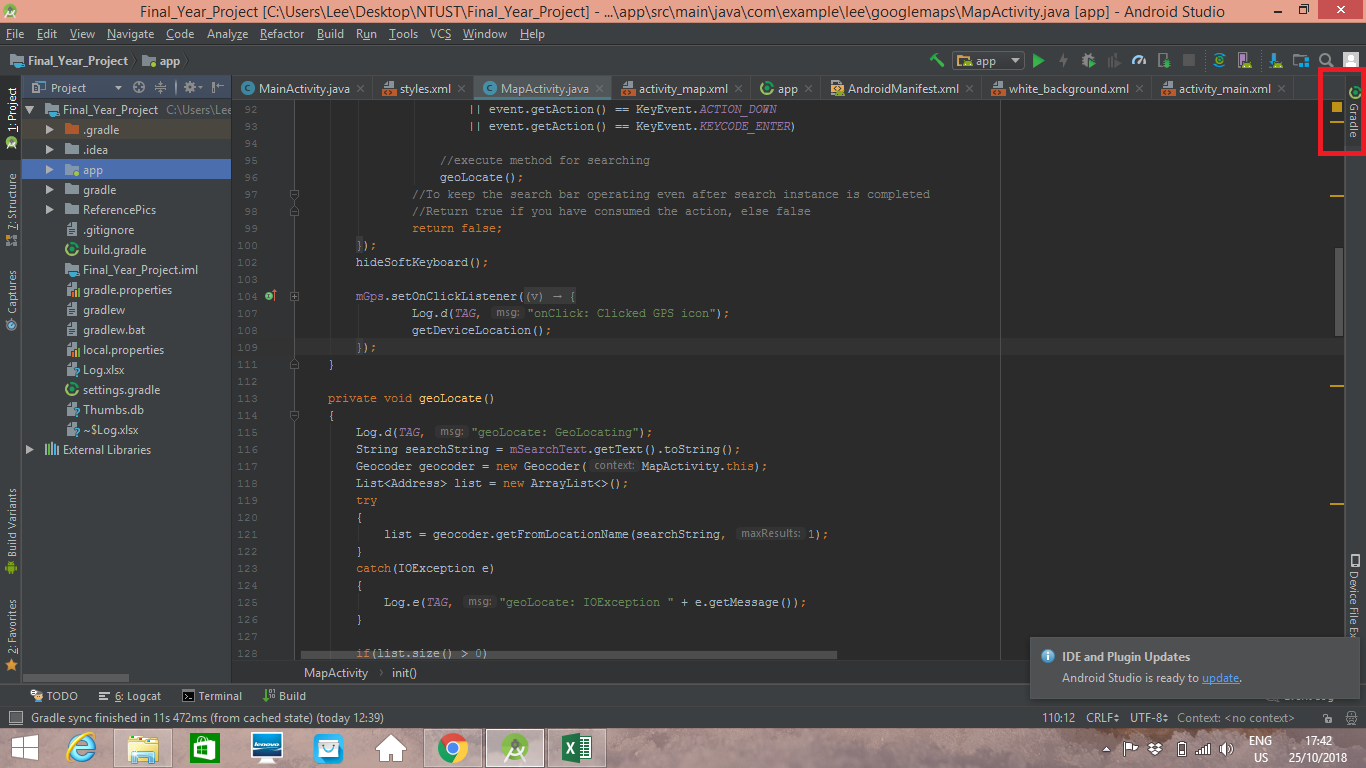 Final_Year_Project [C:\Users\Lee\Desktop\NTUST\Final_Year_Project] - ...\app\src\main\java\com\example\lee\googlemaps\MapActivity.java [app] - Android Studio
File Edit View Navigate Code Analyze Refactor Build Run Tools VCS Window Help
Final_Year_Project app app
Project
MainActivity.java styles.xml MapActivity.java activity_map.xml app AndroidManifest.xml white_background.xml activity_main.xml
1: Project
7: Structure
Captures
Build Variants
2: Favorites
Final_Year_Project C:\Users\Lee
.gradle
.idea
app
gradle
ReferencePics
.gitignore
build.gradle
Final_Year_Project.iml
gradle.properties
gradlew
gradlew.bat
local.properties
Log.xlsx
settings.gradle
Thumbs.db
~$Log.xlsx
External Libraries
92 || event.getAction() == KeyEvent.ACTION_DOWN
93 || event.getAction() == KeyEvent.KEYCODE_ENTER)
94
95 //execute method for searching
96 geoLocate();
97 //To keep the search bar operating even after search instance is completed
98 //Return true if you have consumed the action, else false
99 return false;
100 });
102 hideSoftKeyboard();
103
104 mGps.setOnClickListener((v) → {
107 Log.d(TAG, msg: "onClick: Clicked GPS icon");
108 getDeviceLocation();
109 });
111 }
112
113 private void geoLocate()
114 {
115 Log.d(TAG, msg: "geoLocate: GeoLocating");
116 String searchString = mSearchText.getText().toString();
117 Geocoder geocoder = new Geocoder( context: MapActivity.this);
118 List<Address> list = new ArrayList<>();
119 try
120 {
121 list = geocoder.getFromLocationName(searchString, maxResults: 1);
122 }
123 catch(IOException e)
124 {
125 Log.e(TAG, msg: "geoLocate: IOException " + e.getMessage());
126 }
127
128 if(list.size() > 0)
Gradle
Device File Ex
IDE and Plugin Updates
Android Studio is ready to update.
MapActivity init()
TODO 6: Logcat Terminal Build
Gradle sync finished in 11s 472ms (from cached state) (today 12:39)
110:12 CRLF UTF-8 Context: <no context>
lenovo
ENG
US
17:42
25/10/2018